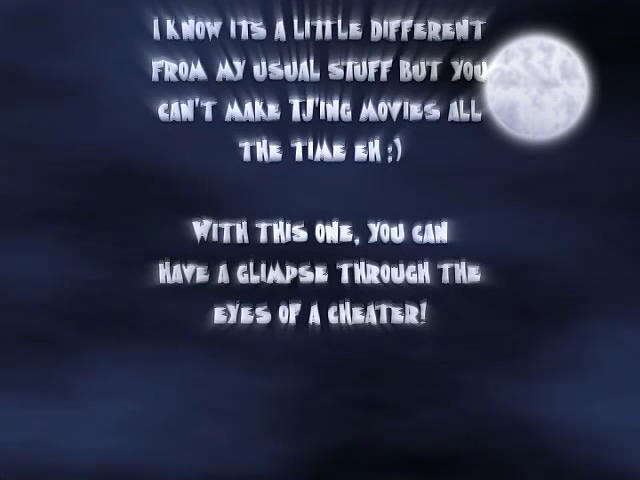 I know its a little different
from my usual stuff but you
can't make TJ'ing movies all
the time eh ;)
With this one, you can
have a glimpse through the
eyes of a cheater!